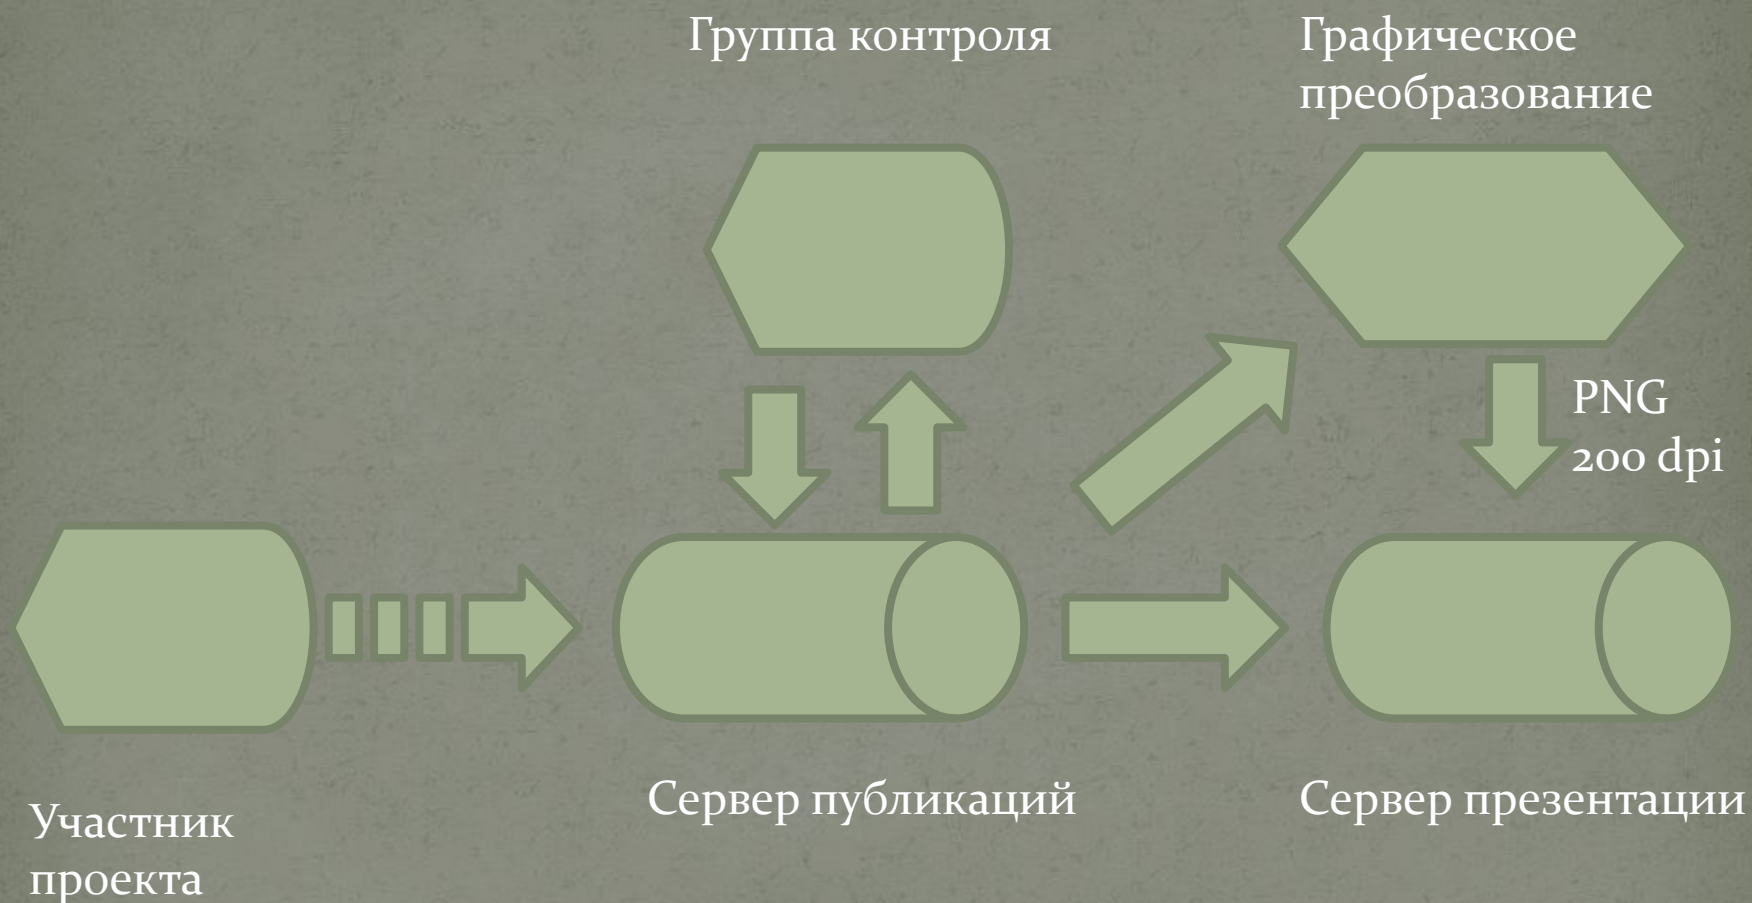 Группа контроля
Графическое
преобразование
PNG
200 dpi
Участник
проекта
Сервер публикаций
Сервер презентации